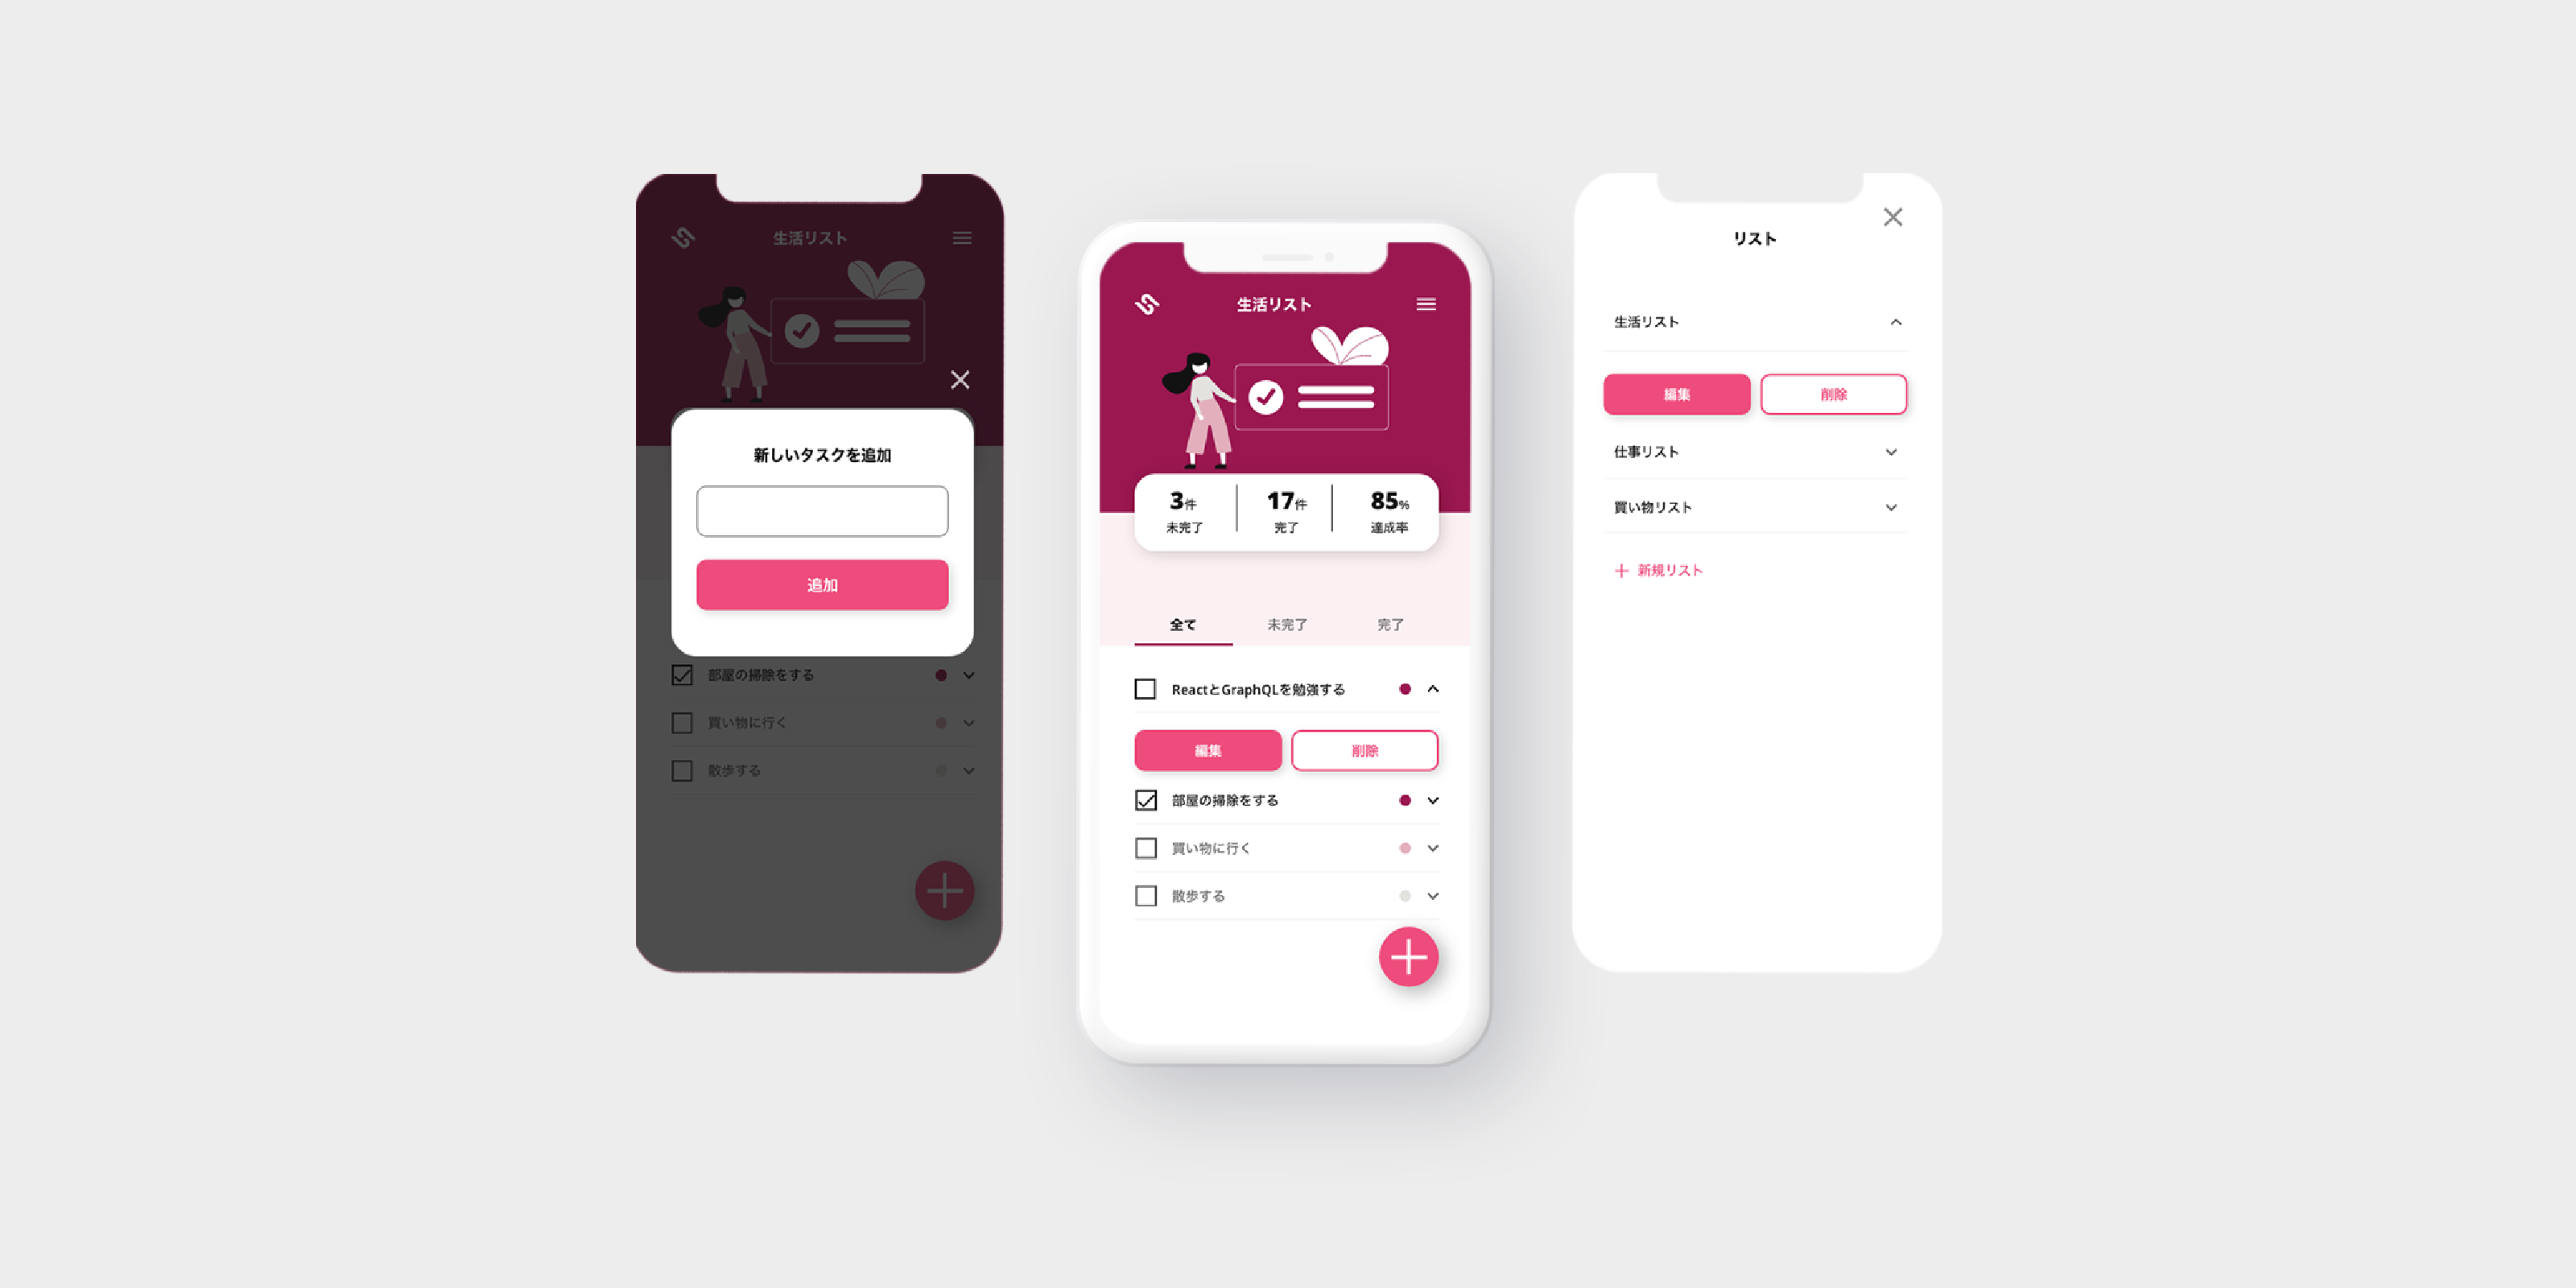 生活リスト
新しいタスクを追加
追加
部屋の掃除をする
買い物に行く
散歩する
生活リスト
3件 17件 85%
未完了 完了 達成率
全て 未完了 完了
ReactとGraphQLを勉強する
編集 削除
部屋の掃除をする
買い物に行く
散歩する
リスト
生活リスト
編集 削除
仕事リスト
買い物リスト
+ 新規リスト